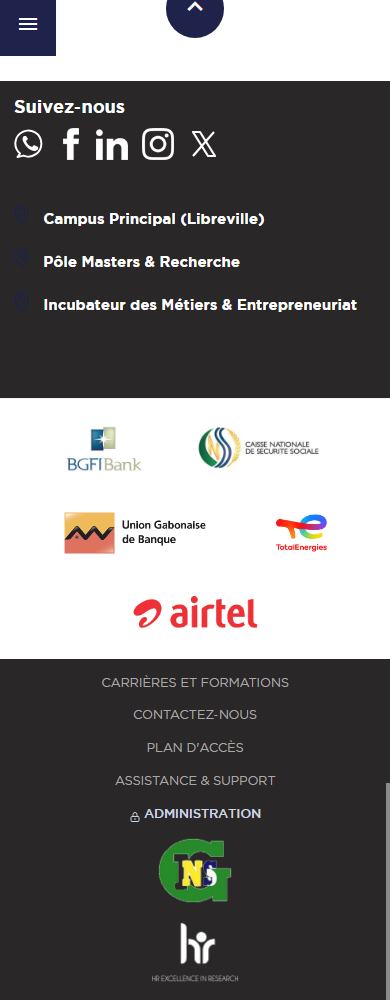 Suivez-nous
Campus Principal (Libreville)
Pôle Masters & Recherche
Incubateur des Métiers & Entrepreneuriat
BGFIBank
CAISSE NATIONALE
DE SECURITE SOCIALE
Union Gabonaise
de Banque
TotalEnergies
airtel
CARRIÈRES ET FORMATIONS
CONTACTEZ-NOUS
PLAN D'ACCÈS
ASSISTANCE & SUPPORT
ADMINISTRATION
GNS
hr
HR EXCELLENCE IN RESEARCH